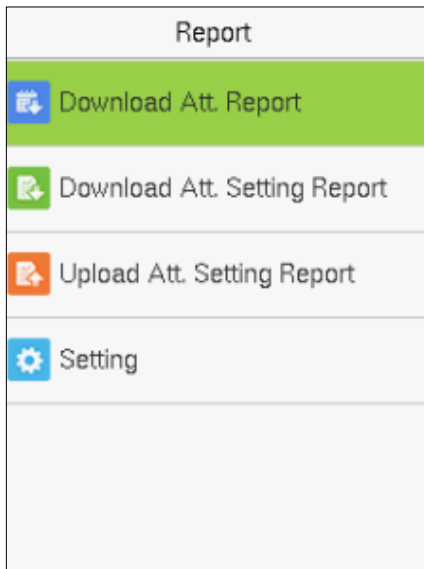 Report
Download Att. Report
Download Att. Setting Report
Upload Att. Setting Report
Setting